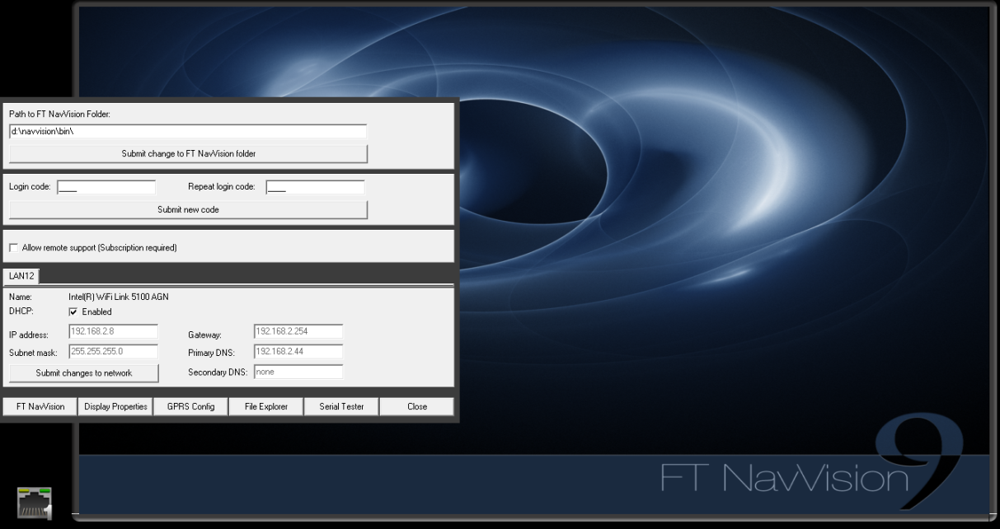 Path to FT NavVision Folder:
d:\navvision\bin\
Submit change to FT NavVision folder
Login code: ____ Repeat login code: ____
Submit new code
Allow remote support (Subscription required)
LAN12
Name: Intel(R) WiFi Link 5100 AGN
DHCP: Enabled
IP address: 192.168.2.8 Gateway: 192.168.2.254
Subnet mask: 255.255.255.0 Primary DNS: 192.168.2.44
Submit changes to network Secondary DNS: none
FT NavVision Display Properties GPRS Config File Explorer Serial Tester Close
FT NavVision 9